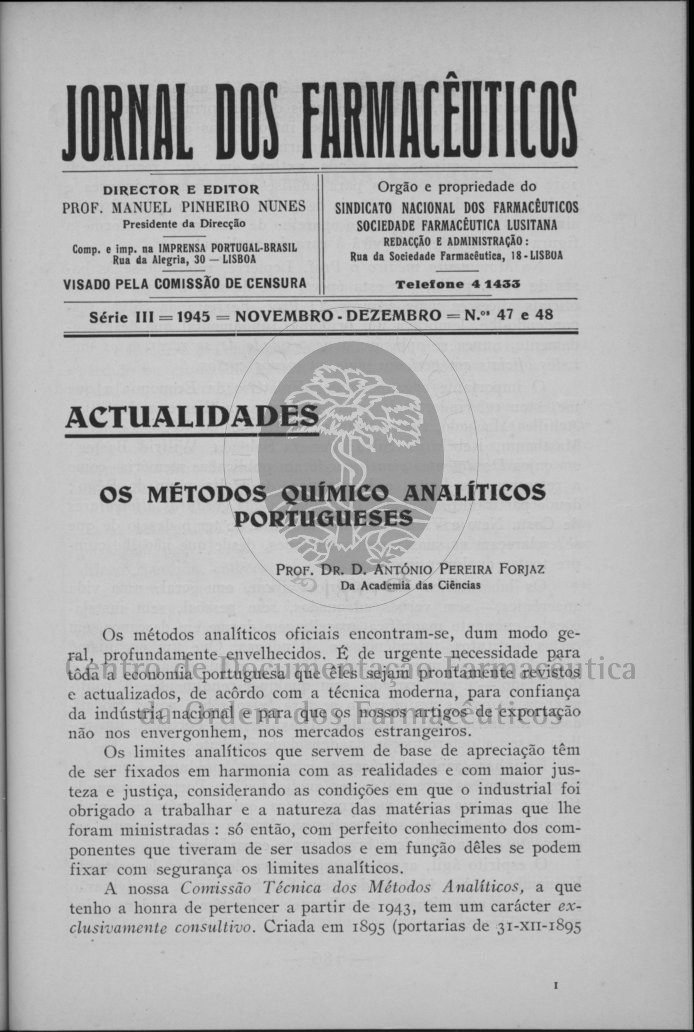 JORNAL DOS FARMACÊUTICOS
DIRECTOR E EDITOR
PROF. MANUEL PINHEIRO NUNES
Presidente da Direcção
Comp. e imp. na IMPRENSA PORTUGAL-BRASIL
Rua da Alegria, 30 — LISBOA
VISADO PELA COMISSÃO DE CENSURA
Orgão e propriedade do
SINDICATO NACIONAL DOS FARMACÊUTICOS
SOCIEDADE FARMACÊUTICA LUSITANA
REDACÇÃO E ADMINISTRAÇÃO:
Rua da Sociedade Farmacêutica, 18-LISBOA
Telefone 4 1433
Série III = 1945 = NOVEMBRO - DEZEMBRO = N.os 47 e 48
ACTUALIDADES
OS MÉTODOS QUÍMICO ANALÍTICOS
PORTUGUESES
PROF. DR. D. ANTÓNIO PEREIRA FORJAZ
Da Academia das Ciências
Os métodos analíticos oficiais encontram-se, dum modo ge-
ral, profundamente envelhecidos. É de urgente necessidade para
tôda a economia portuguesa que êles sejam prontamente revistos
e actualizados, de acôrdo com a técnica moderna, para confiança
da indústria nacional e para que os nossos artigos de exportação
não nos envergonhem, nos mercados estrangeiros.
Os limites analíticos que servem de base de apreciação têm
de ser fixados em harmonia com as realidades e com maior jus-
teza e justiça, considerando as condições em que o industrial foi
obrigado a trabalhar e a natureza das matérias primas que lhe
foram ministradas : só então, com perfeito conhecimento dos com-
ponentes que tiveram de ser usados e em função dêles se podem
fixar com segurança os limites analíticos.
A nossa Comissão Técnica dos Métodos Analíticos, a que
tenho a honra de pertencer a partir de 1943, tem um carácter ex-
clusivamente consultivo. Criada em 1895 (portarias de 31-XII-1895
1
Centro de Documentação Farmacêutica
da Ordem dos Farmacêuticos